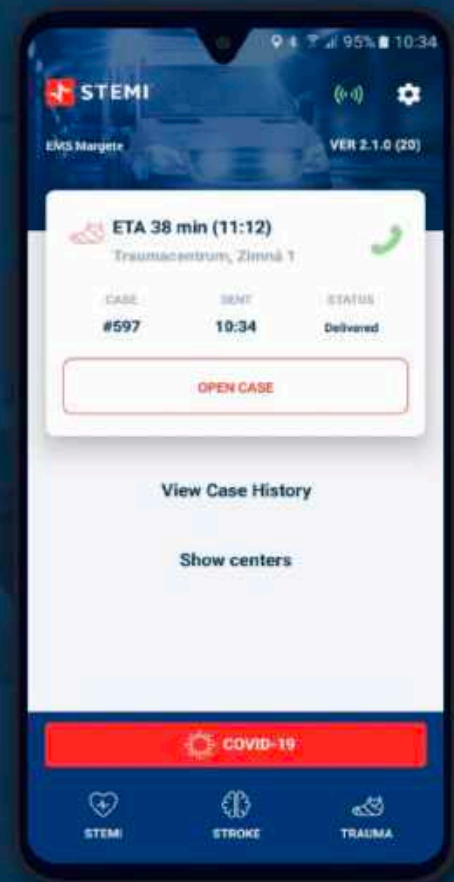 95% 10:34
STEMI
EMS Margete
VER 2.1.0 (20)
ETA 38 min (11:12)
Traumacentrum, Zimná 1
CASE SENT STATUS
#597 10:34 Delivered
OPEN CASE
View Case History
Show centers
COVID-19
STEMI STROKE TRAUMA